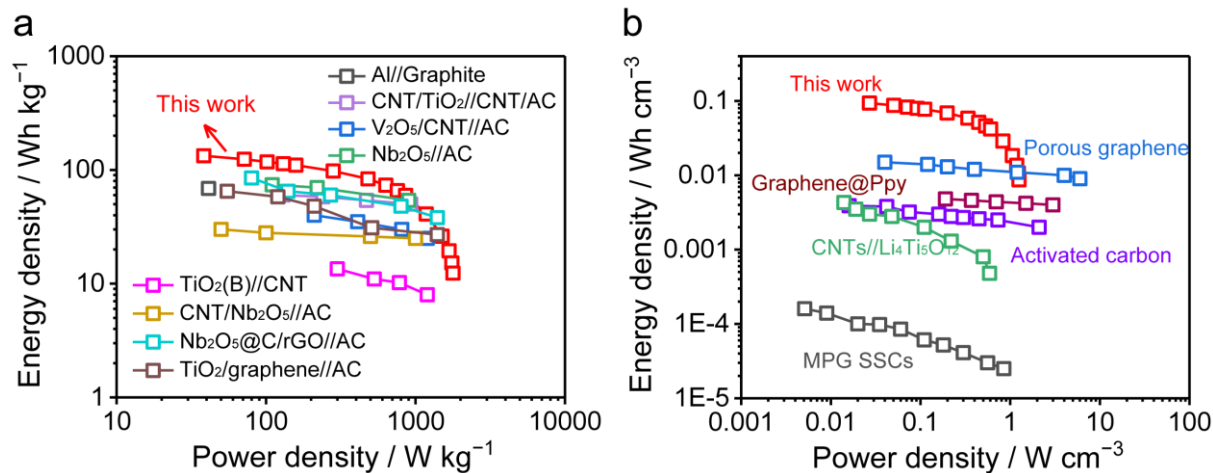 a
Energy density / Wh kg⁻¹
1000
100
10
1
This work
Al//Graphite
CNT/TiO₂//CNT/AC
V₂O₅/CNT//AC
Nb₂O₅//AC
TiO₂(B)//CNT
CNT/Nb₂O₅//AC
Nb₂O₅@C/rGO//AC
TiO₂/graphene//AC
10 100 1000 10000
Power density / W kg⁻¹
b
Energy density / Wh cm⁻³
0.1
0.01
0.001
1E-4
1E-5
This work
Porous graphene
Graphene@Ppy
CNTs//Li₄Ti₅O₁₂
Activated carbon
MPG SSCs
0.001 0.01 0.1 1 10 100
Power density / W cm⁻³